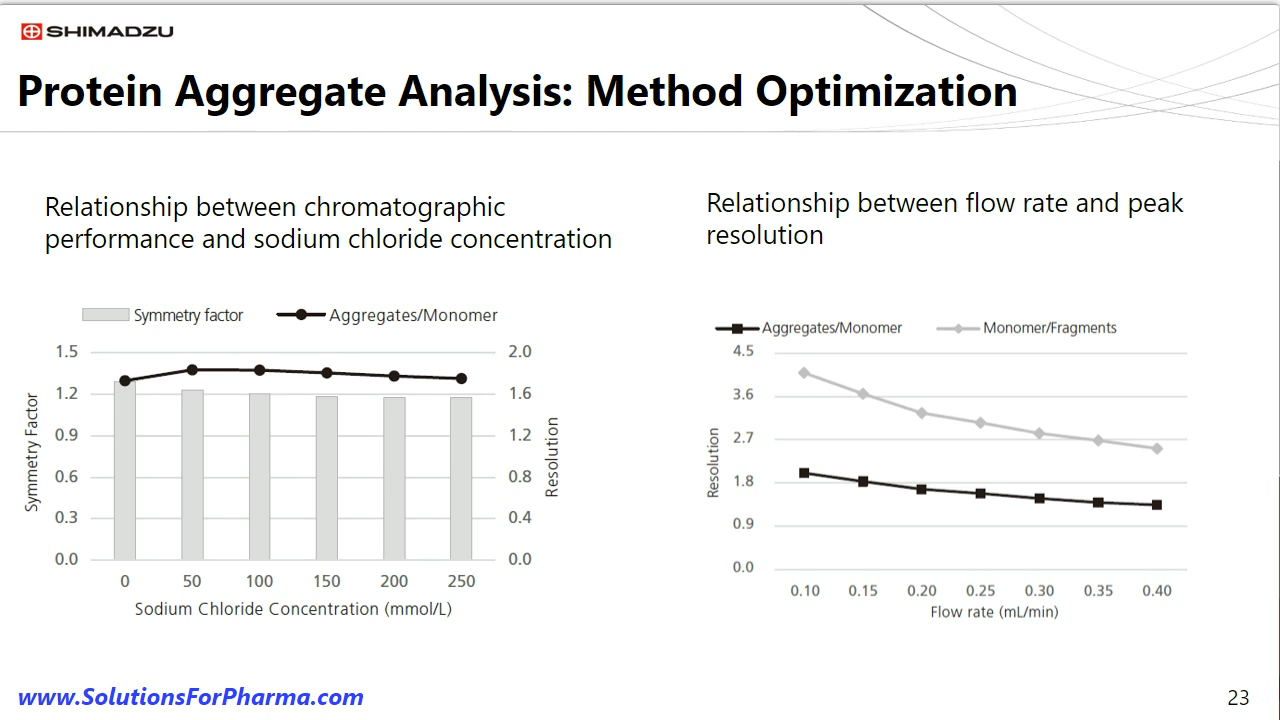 SHIMADZU
Protein Aggregate Analysis: Method Optimization
Relationship between chromatographic
performance and sodium chloride concentration
Symmetry factor
Aggregates/Monomer
1.5
1.2
0.9
0.6
0.3
0.0
Symmetry Factor
2.0
1.6
1.2
0.8
0.4
0.0
Resolution
0 50 100 150 200 250
Sodium Chloride Concentration (mmol/L)
Relationship between flow rate and peak
resolution
Aggregates/Monomer
Monomer/Fragments
4.5
3.6
2.7
1.8
0.9
0.0
Resolution
0.10 0.15 0.20 0.25 0.30 0.35 0.40
Flow rate (mL/min)
www.SolutionsForPharma.com
23